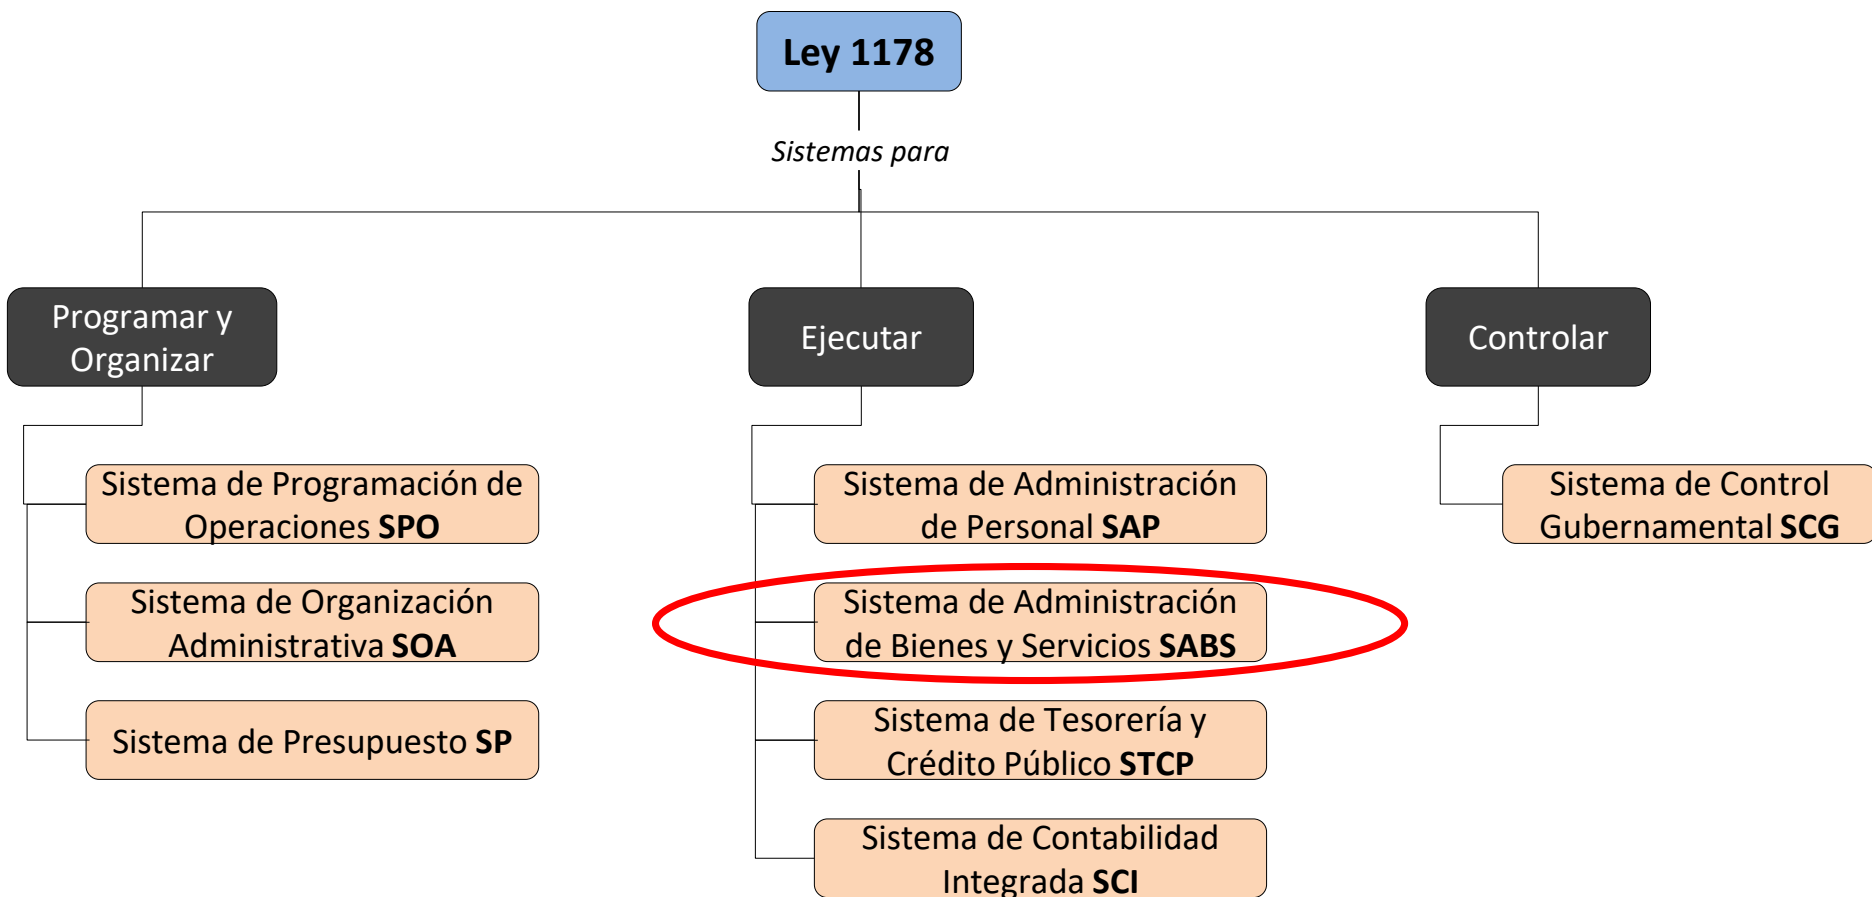 Ley 1178
Sistemas para
Programar y
Organizar
Ejecutar
Controlar
Sistema de Programación de
Operaciones SPO
Sistema de Organización
Administrativa SOA
Sistema de Presupuesto SP
Sistema de Administración
de Personal SAP
Sistema de Administración
de Bienes y Servicios SABS
Sistema de Tesorería y
Crédito Público STCP
Sistema de Contabilidad
Integrada SCI
Sistema de Control
Gubernamental SCG